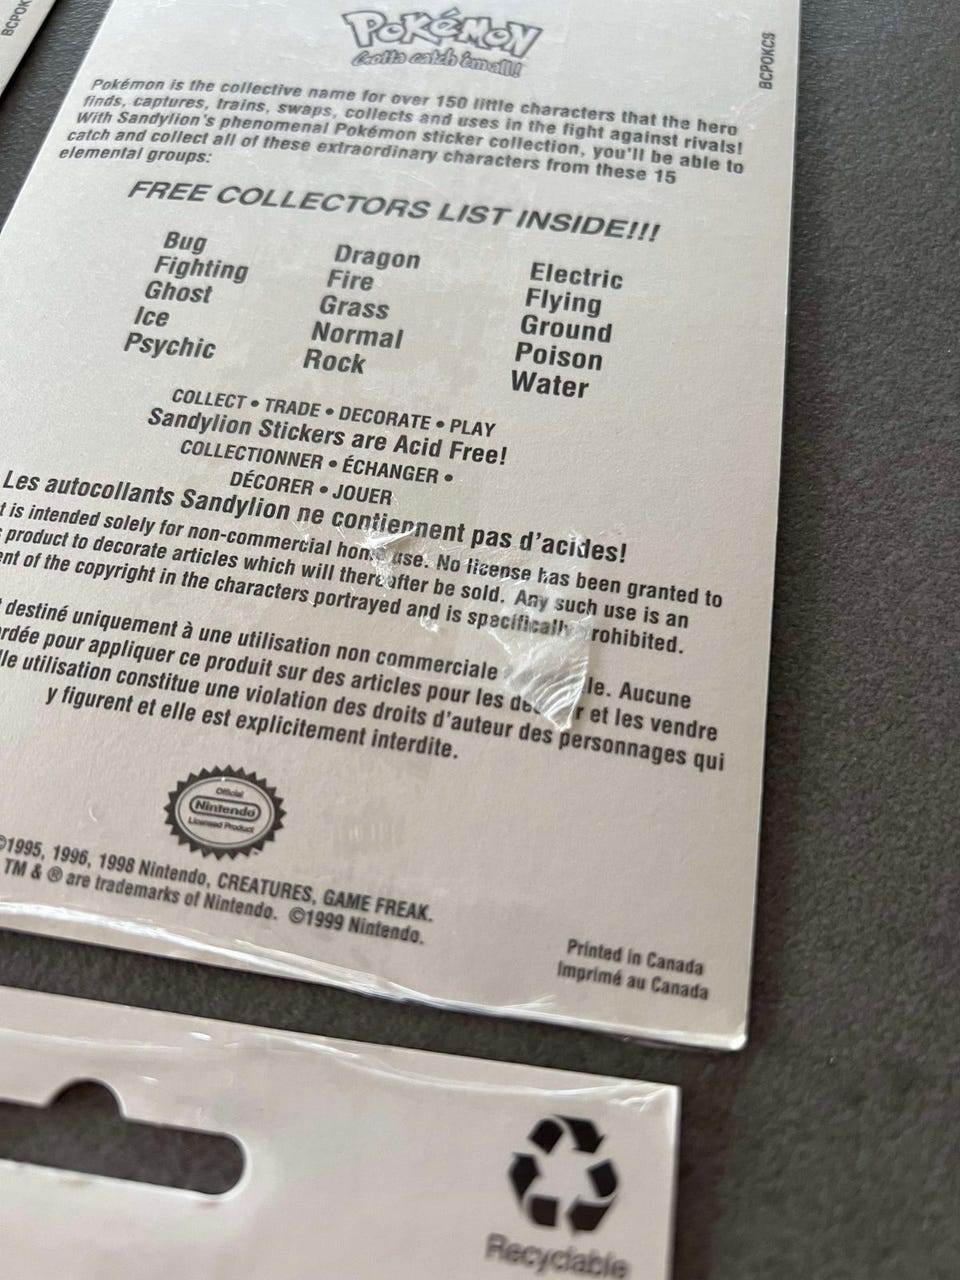 BCPOK
POKéMON
Gotta catch 'em all!
BCPOKCS
Pokémon is the collective name for over 150 little characters that the hero
finds, captures, trains, swaps, collects and uses in the fight against rivals!
With Sandylion's phenomenal Pokémon sticker collection, you'll be able to
catch and collect all of these extraordinary characters from these 15
elemental groups:
FREE COLLECTORS LIST INSIDE!!!
Bug Dragon Electric
Fighting Fire Flying
Ghost Grass Ground
Ice Normal Poison
Psychic Rock Water
COLLECT • TRADE • DECORATE • PLAY
Sandylion Stickers are Acid Free!
COLLECTIONNER • ÉCHANGER •
DÉCORER • JOUER
Les autocollants Sandylion ne contiennent pas d'acides!
t is intended solely for non-commercial home use. No license has been granted to
product to decorate articles which will thereafter be sold. Any such use is an
ent of the copyright in the characters portrayed and is specifically rohibited.
destiné uniquement à une utilisation non commerciale le. Aucune
rdée pour appliquer ce produit sur des articles pour les r et les vendre
lle utilisation constitue une violation des droits d'auteur des personnages qui
y figurent et elle est explicitement interdite.
Official
Nintendo
Licensed Product
©1995, 1996, 1998 Nintendo, CREATURES, GAME FREAK.
TM & ® are trademarks of Nintendo. ©1999 Nintendo.
Printed in Canada
Imprimé au Canada
Recyclable